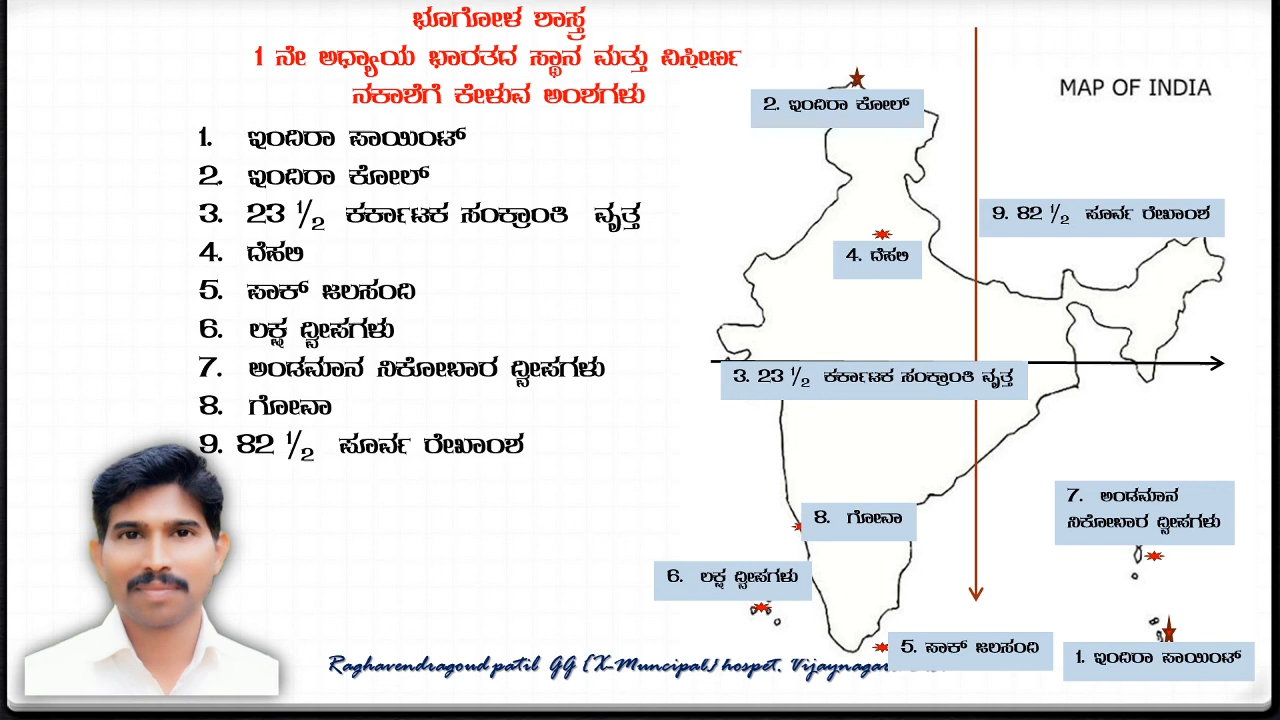 ಭೂಗೋಳ ಶಾಸ್ತ್ರ
1 ನೇ ಅಧ್ಯಾಯ ಭಾರತದ ಸ್ಥಾನ ಮತ್ತು ವಿಸ್ತೀರ್ಣ
ನಕಾಶೆಗೆ ಕೇಳುವ ಅಂಶಗಳು
1. ಇಂದಿರಾ ಪಾಯಿಂಟ್
2. ಇಂದಿರಾ ಕೋಲ್
3. 23 1/2 ಕರ್ಕಾಟಕ ಸಂಕ್ರಾಂತಿ ವೃತ್ತ
4. ದೆಹಲಿ
5. ಪಾಕ್ ಜಲಸಂದಿ
6. ಲಕ್ಷ ದ್ವೀಪಗಳು
7. ಅಂಡಮಾನ ನಿಕೋಬಾರ ದ್ವೀಪಗಳು
8. ಗೋವಾ
9. 82 1/2 ಪೂರ್ವ ರೇಖಾಂಶ
MAP OF INDIA
2. ಇಂದಿರಾ ಕೋಲ್
9. 82 1/2 ಪೂರ್ವ ರೇಖಾಂಶ
4. ದೆಹಲಿ
3. 23 1/2 ಕರ್ಕಾಟಕ ಸಂಕ್ರಾಂತಿ ವೃತ್ತ
8. ಗೋವಾ
7. ಅಂಡಮಾನ
ನಿಕೋಬಾರ ದ್ವೀಪಗಳು
6. ಲಕ್ಷ ದ್ವೀಪಗಳು
5. ಪಾಕ್ ಜಲಸಂದಿ
1. ಇಂದಿರಾ ಪಾಯಿಂಟ್
Raghavendragoud patil GG (X-Muncipal) hospet. Vijaynagar